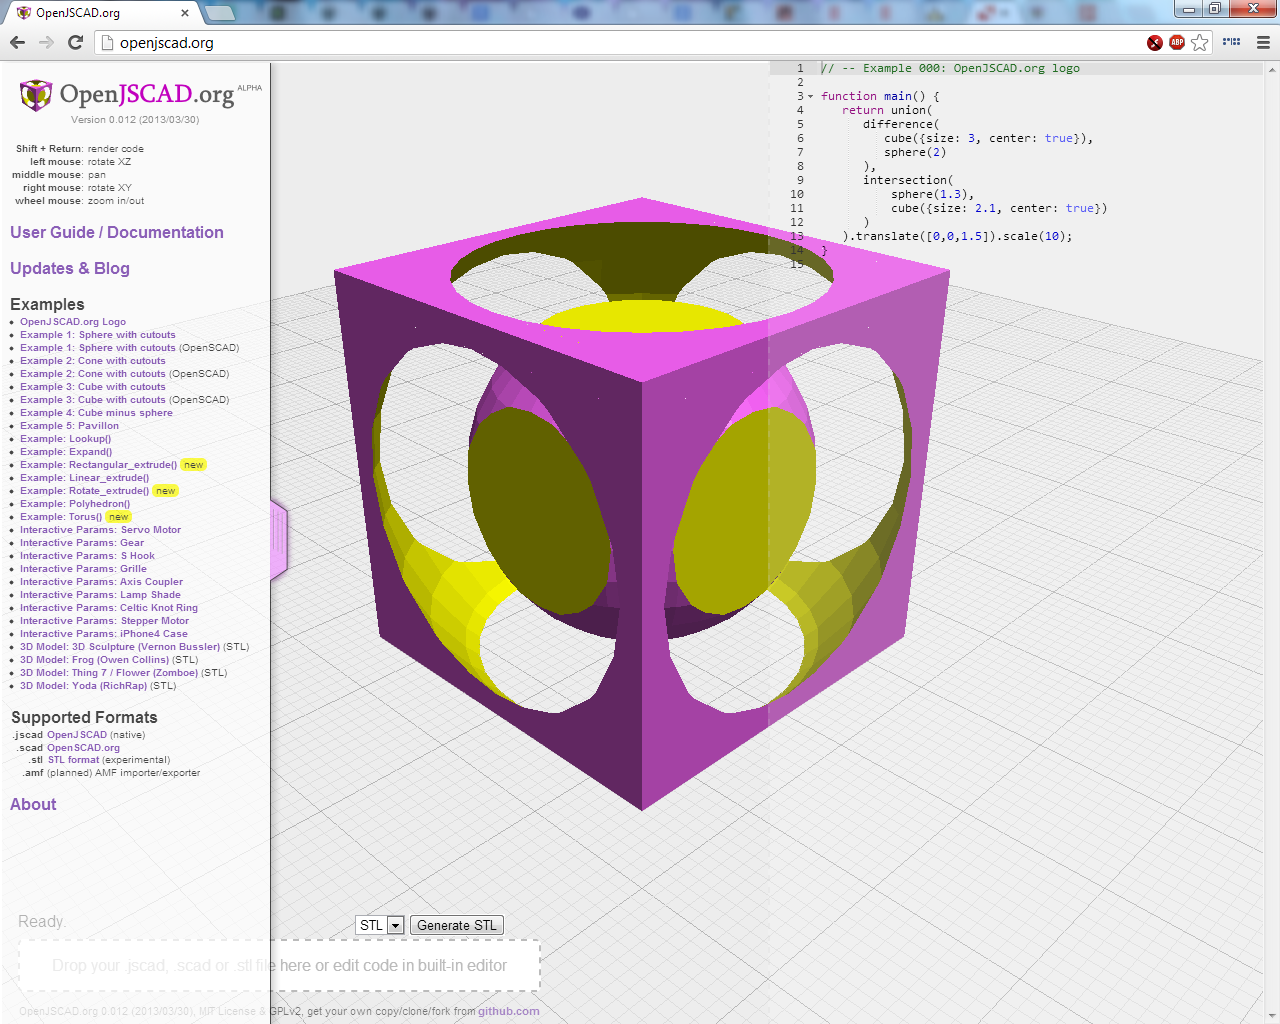 OpenJSCAD.org
openjscad.org
ABP
OpenJSCAD.org ALPHA
Version 0.012 (2013/03/30)
Shift + Return: render code
left mouse: rotate XZ
middle mouse: pan
right mouse: rotate XY
wheel mouse: zoom in/out
User Guide / Documentation
Updates & Blog
Examples
OpenJSCAD.org Logo
Example 1: Sphere with cutouts
Example 1: Sphere with cutouts (OpenSCAD)
Example 2: Cone with cutouts
Example 2: Cone with cutouts (OpenSCAD)
Example 3: Cube with cutouts
Example 3: Cube with cutouts (OpenSCAD)
Example 4: Cube minus sphere
Example 5: Pavillon
Example: Lookup()
Example: Expand()
Example: Rectangular_extrude() new
Example: Linear_extrude()
Example: Rotate_extrude() new
Example: Polyhedron()
Example: Torus() new
Interactive Params: Servo Motor
Interactive Params: Gear
Interactive Params: S Hook
Interactive Params: Grille
Interactive Params: Axis Coupler
Interactive Params: Lamp Shade
Interactive Params: Celtic Knot Ring
Interactive Params: Stepper Motor
Interactive Params: iPhone4 Case
3D Model: 3D Sculpture (Vernon Bussler) (STL)
3D Model: Frog (Owen Collins) (STL)
3D Model: Thing 7 / Flower (Zomboe) (STL)
3D Model: Yoda (RichRap) (STL)
Supported Formats
.jscad OpenJSCAD (native)
.scad OpenSCAD.org
.stl STL format (experimental)
.amf (planned) AMF importer/exporter
About
1 // -- Example 000: OpenJSCAD.org logo
2
3 function main() {
4 return union(
5 difference(
6 cube({size: 3, center: true}),
7 sphere(2)
8 ),
9 intersection(
10 sphere(1.3),
11 cube({size: 2.1, center: true})
12 )
13 ).translate([0,0,1.5]).scale(10);
14 }
15
Ready.
STL Generate STL
Drop your .jscad, .scad or .stl file here or edit code in built-in editor
OpenJSCAD.org 0.012 (2013/03/30), MIT License & GPLv2, get your own copy/clone/fork from github.com